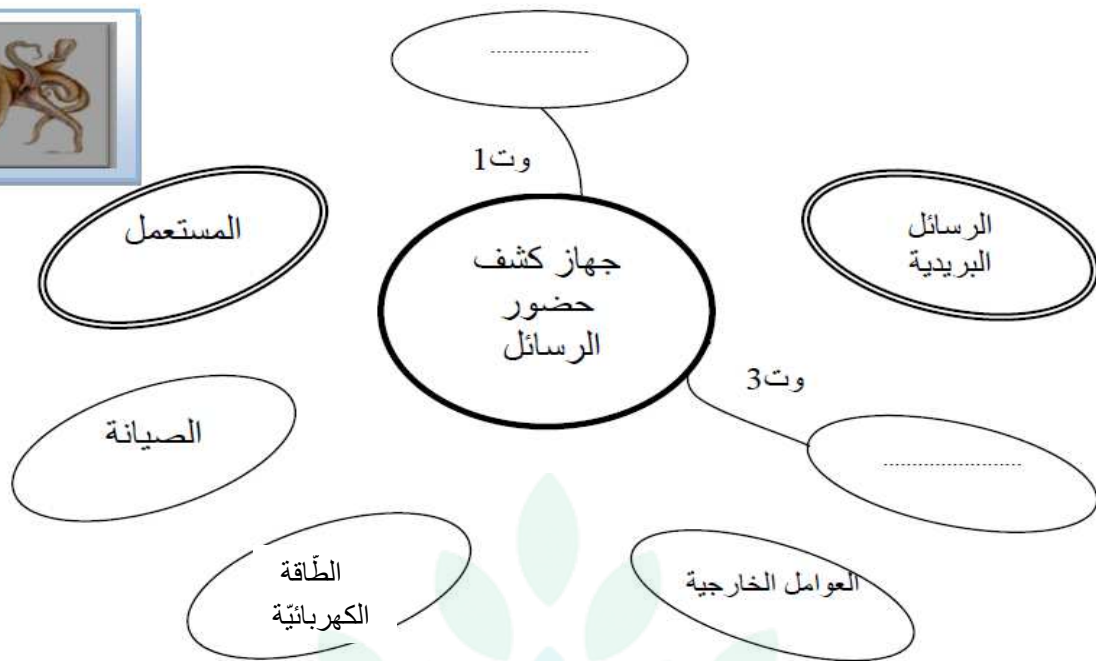 ....................
وت1
المستعمل
الرسائل
البريدية
جهاز كشف
حضور
الرسائل
وت3
الصيانة
............................
الطّاقة
الكهربائيّة
العوامل الخارجية